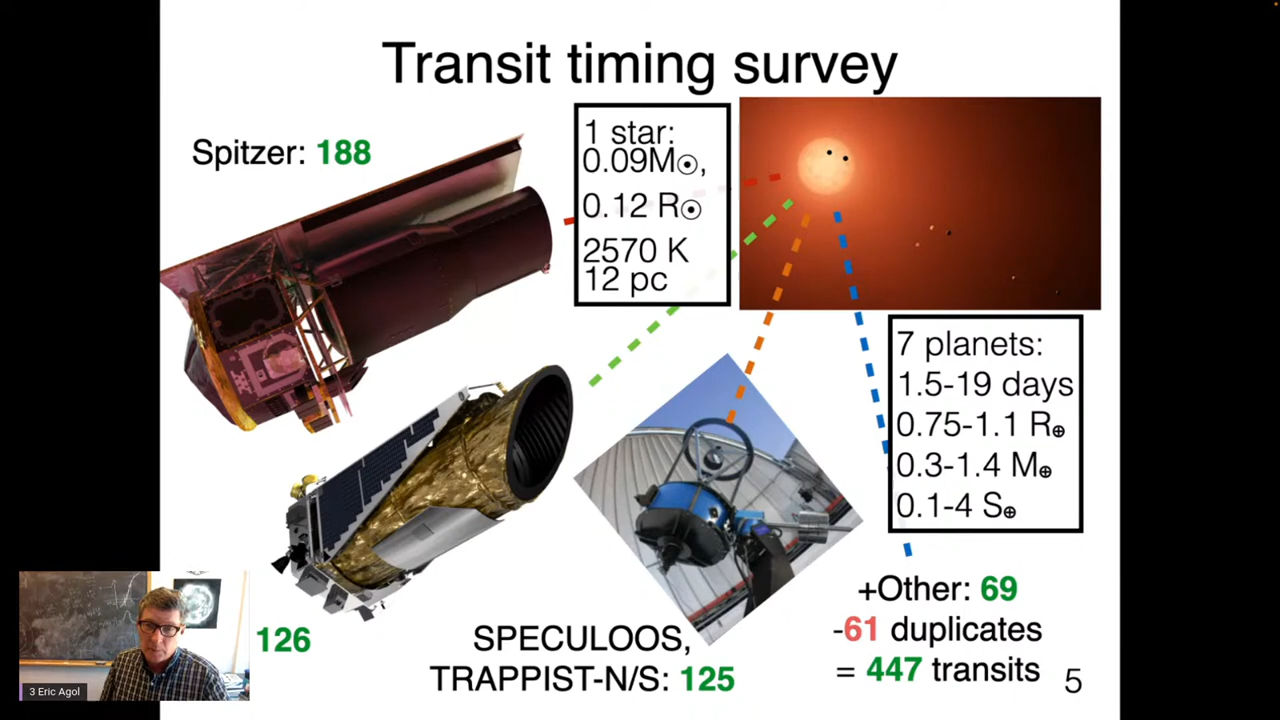 Transit timing survey
Spitzer: 188
1 star:
0.09M☉,
0.12 R☉
2570 K
12 pc
7 planets:
1.5-19 days
0.75-1.1 R⊕
0.3-1.4 M⊕
0.1-4 S⊕
126
SPECULOOS,
TRAPPIST-N/S: 125
+Other: 69
-61 duplicates
= 447 transits
5
3 Eric Agol